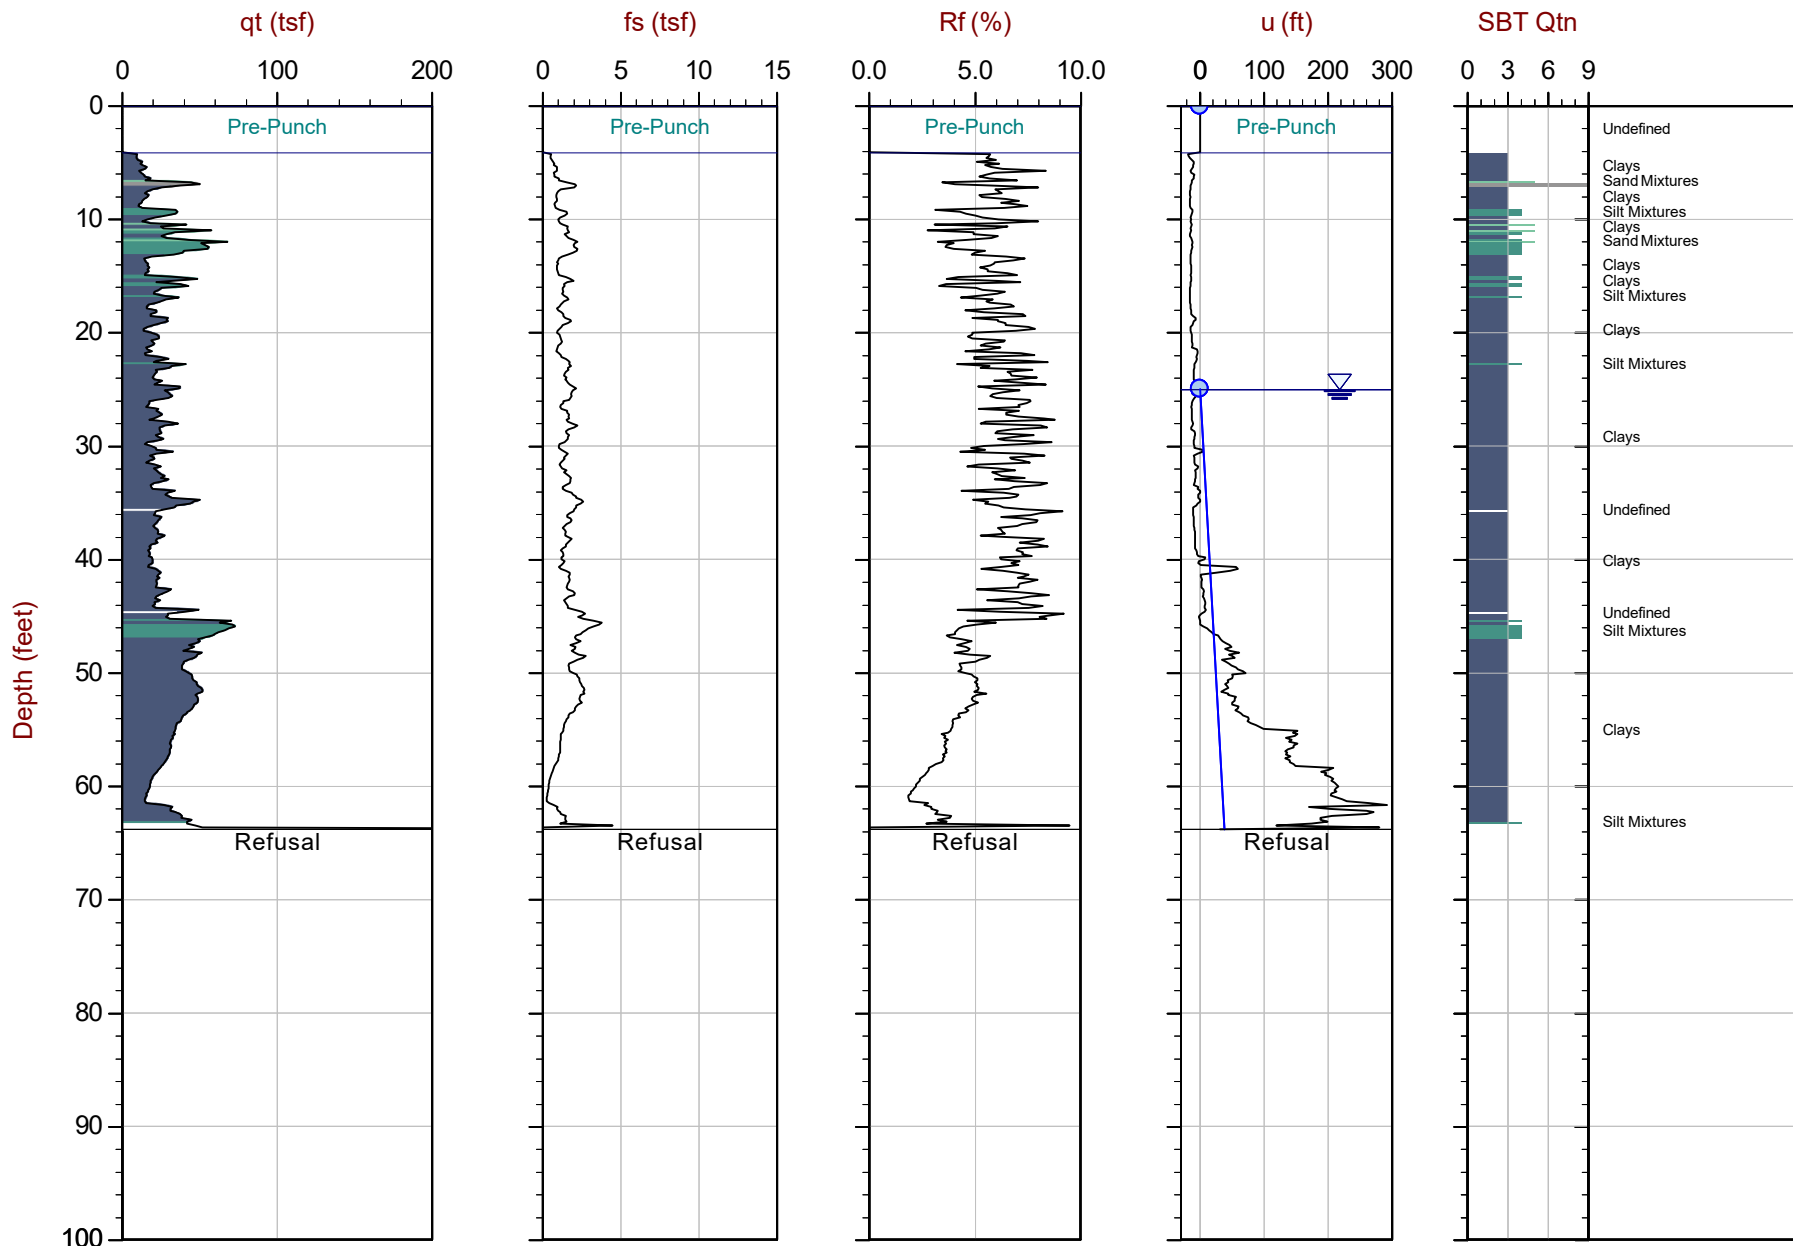 qt (tsf) fs (tsf) Rf (%) u (ft) SBT Qtn
0 100 200 0 5 10 15 0.0 5.0 10.0 0 100 200 300 0 3 6 9
0
Pre-Punch Pre-Punch Pre-Punch Pre-Punch
Undefined
Clays
Sand Mixtures
Clays
Silt Mixtures
10
Clays
Sand Mixtures
Clays
Clays
Silt Mixtures
20
Clays
Silt Mixtures
Clays
30
Undefined
40
Clays
Undefined
Silt Mixtures
Depth (feet)
50
Clays
60
Silt Mixtures
Refusal Refusal Refusal Refusal
70
80
90
100